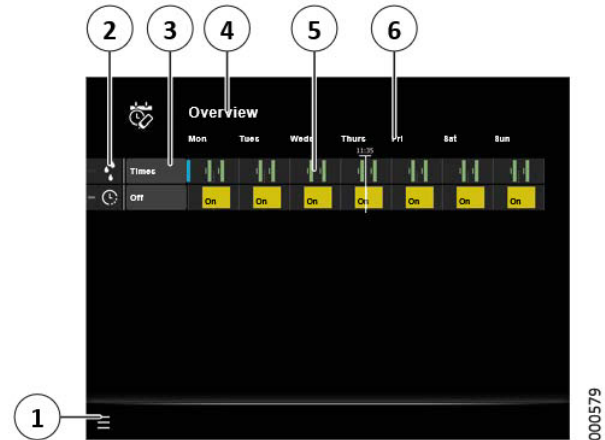 2 3 4 5 6
Overview
Mon Tues Weds Thurs Fri Sat Sun
11:35
Times
Off On On On On On On On
1
000579